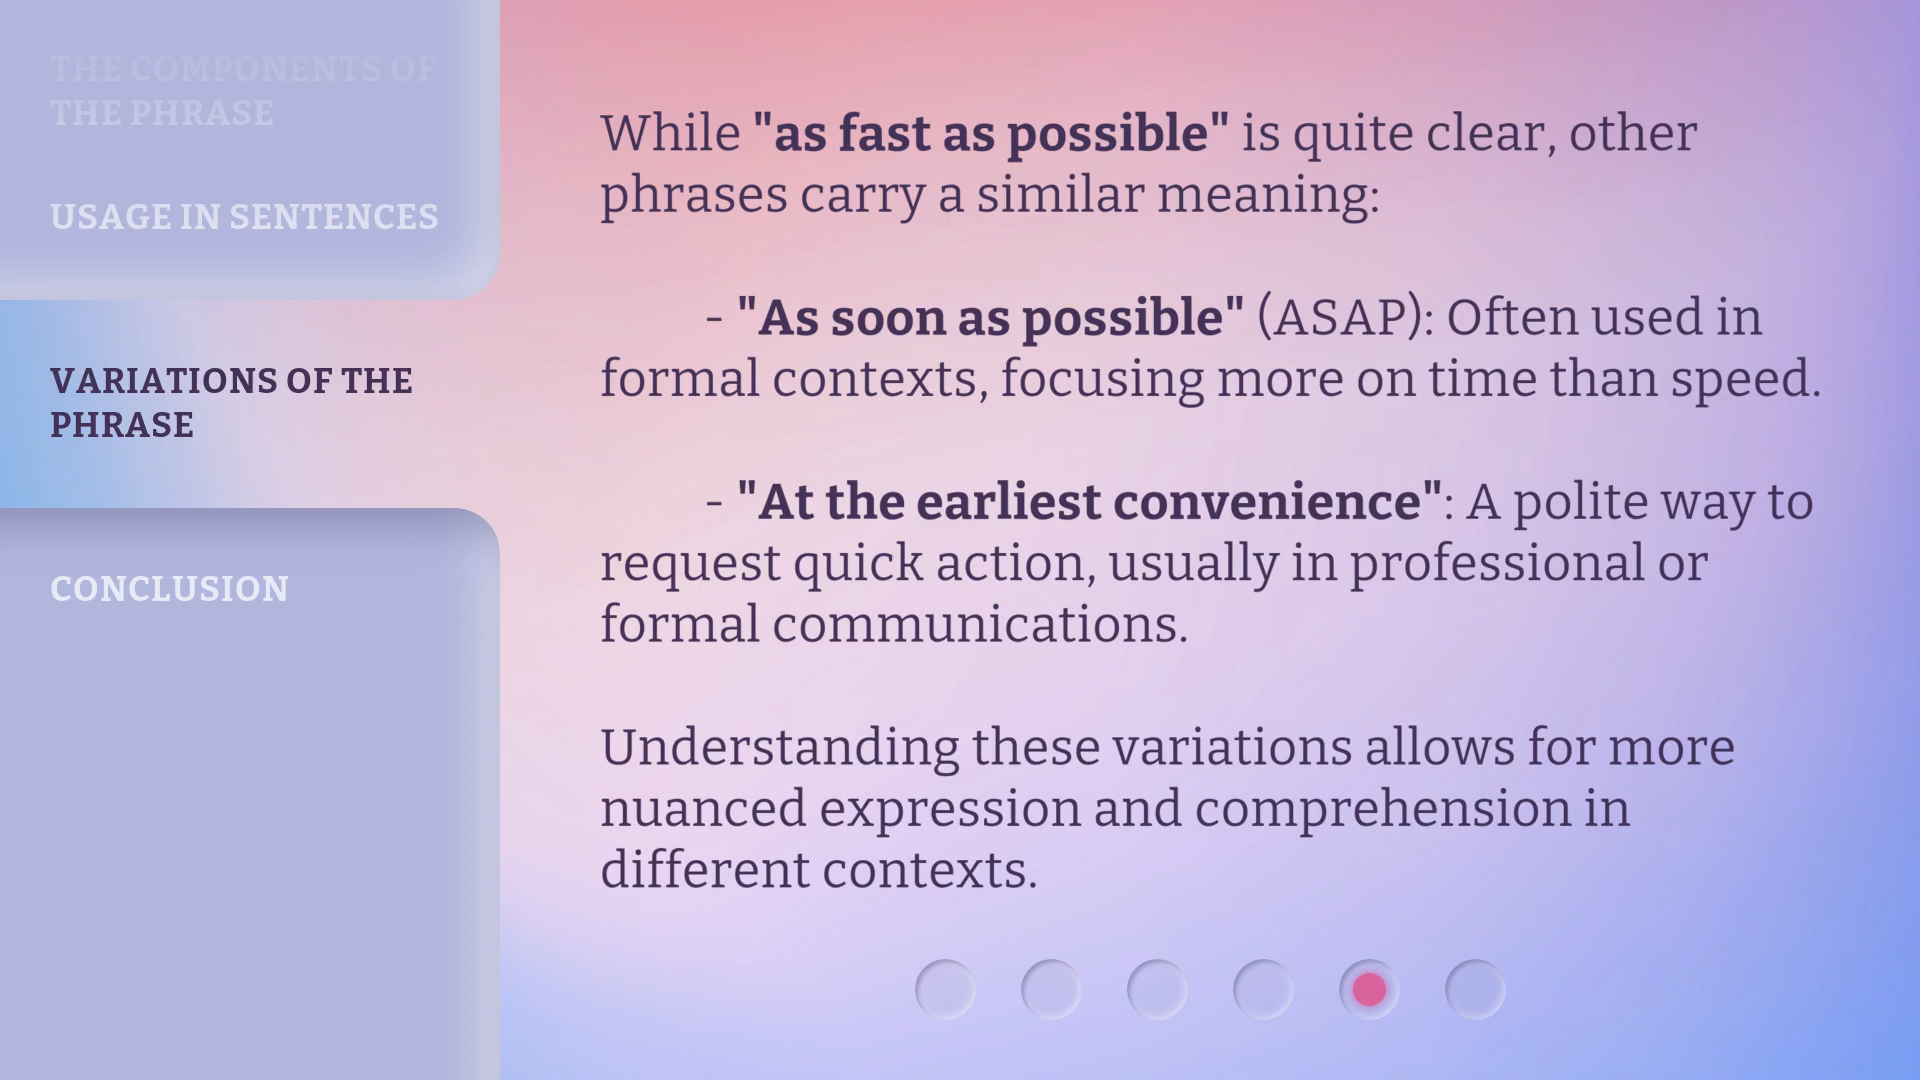 THE COMPONENTS OF
THE PHRASE
USAGE IN SENTENCES
VARIATIONS OF THE
PHRASE
CONCLUSION
While "as fast as possible" is quite clear, other
phrases carry a similar meaning:
- "As soon as possible" (ASAP): Often used in
formal contexts, focusing more on time than speed.
- "At the earliest convenience": A polite way to
request quick action, usually in professional or
formal communications.
Understanding these variations allows for more
nuanced expression and comprehension in
different contexts.